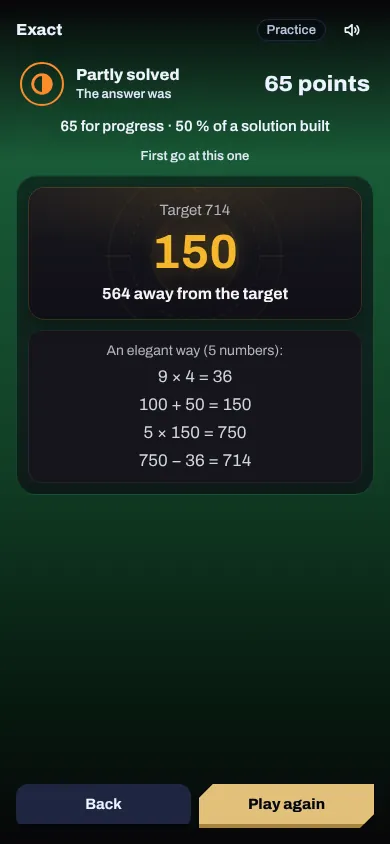 Exact
Practice
Partly solved
The answer was
65 points
65 for progress · 50 % of a solution built
First go at this one
Target 714
150
564 away from the target
An elegant way (5 numbers):
9 × 4 = 36
100 + 50 = 150
5 × 150 = 750
750 − 36 = 714
Back
Play again